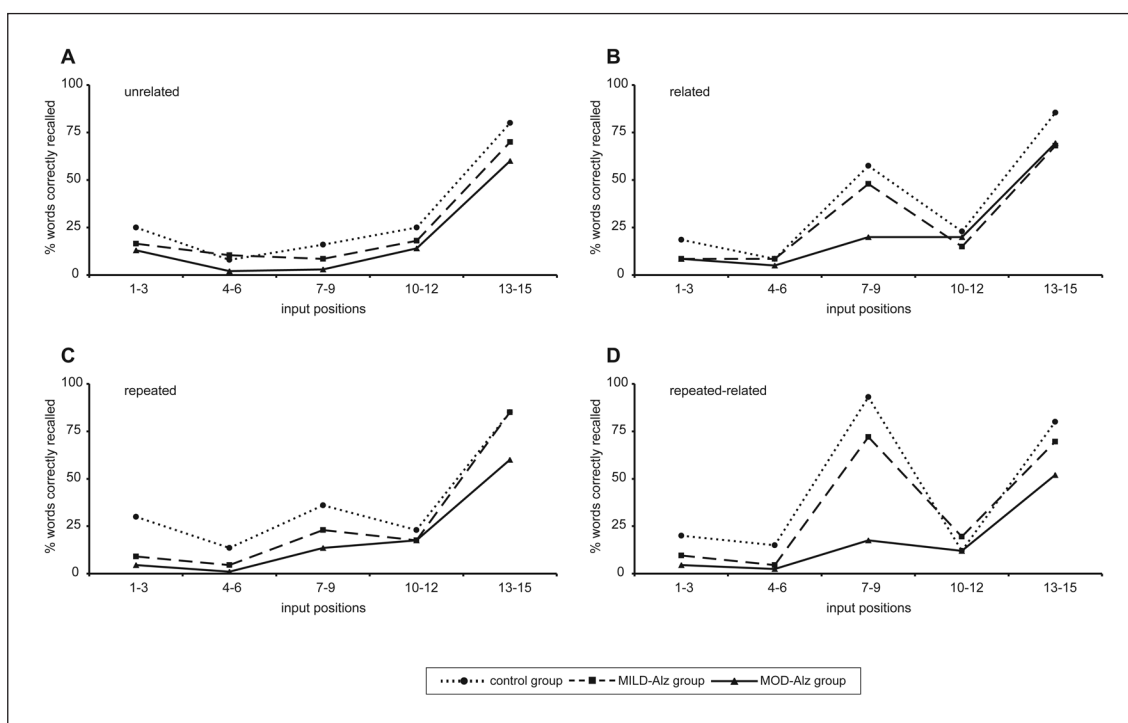 A
unrelated
% words correctly recalled
100
75
50
25
0
1-3 4-6 7-9 10-12 13-15
input positions
B
related
% words correctly recalled
100
75
50
25
0
1-3 4-6 7-9 10-12 13-15
input positions
C
repeated
% words correctly recalled
100
75
50
25
0
1-3 4-6 7-9 10-12 13-15
input positions
D
repeated-related
% words correctly recalled
100
75
50
25
0
1-3 4-6 7-9 10-12 13-15
input positions
control group MILD-Alz group MOD-Alz group